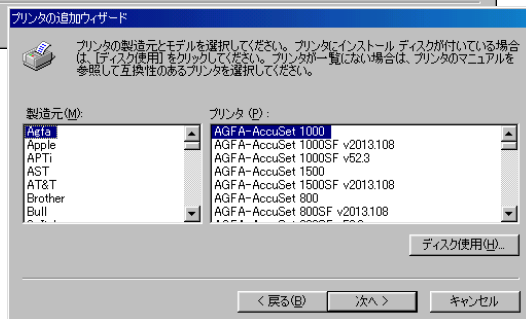 プリンタの追加ウィザード
プリンタの製造元とモデルを選択してください。プリンタにインストール ディスクが付いている場合
は、[ディスク使用] をクリックしてください。プリンタが一覧にない場合は、プリンタのマニュアルを
参照して互換性のあるプリンタを選択してください。
製造元(M):
プリンタ (P):
Agfa
Apple
APTi
AST
AT&T
Brother
Bull
AGFA-AccuSet 1000
AGFA-AccuSet 1000SF v2013.108
AGFA-AccuSet 1000SF v52.3
AGFA-AccuSet 1500
AGFA-AccuSet 1500SF v2013.108
AGFA-AccuSet 800
AGFA-AccuSet 800SF v2013.108
ディスク使用(H)...
< 戻る(B)
次へ >
キャンセル